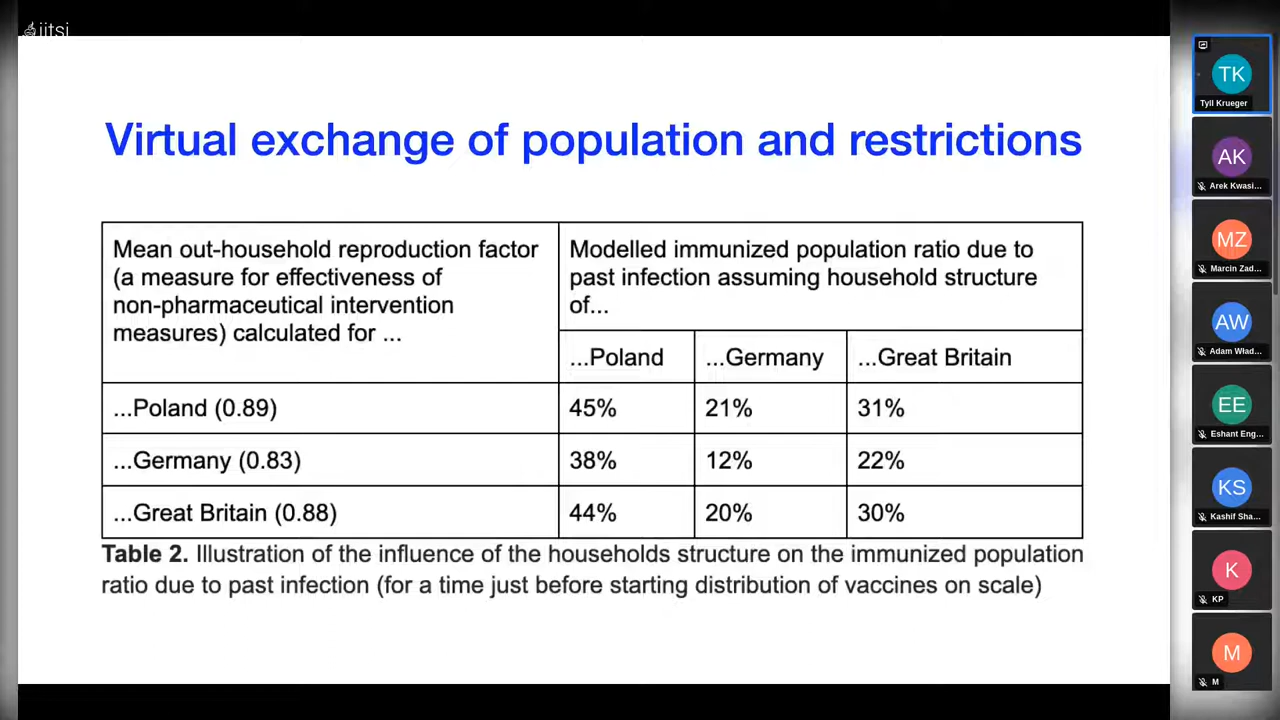 jitsi
Virtual exchange of population and restrictions
Mean out-household reproduction factor
(a measure for effectiveness of
non-pharmaceutical intervention
measures) calculated for ...
Modelled immunized population ratio due to
past infection assuming household structure
of...
...Poland
...Germany
...Great Britain
...Poland (0.89)
45%
21%
31%
...Germany (0.83)
38%
12%
22%
...Great Britain (0.88)
44%
20%
30%
Table 2. Illustration of the influence of the households structure on the immunized population
ratio due to past infection (for a time just before starting distribution of vaccines on scale)
TK
Tyll Krueger
AK
Arek Kwasi...
MZ
Marcin Zad...
AW
Adam Wład...
EE
Eshant Eng...
KS
Kashif Sha...
K
KP
M
M